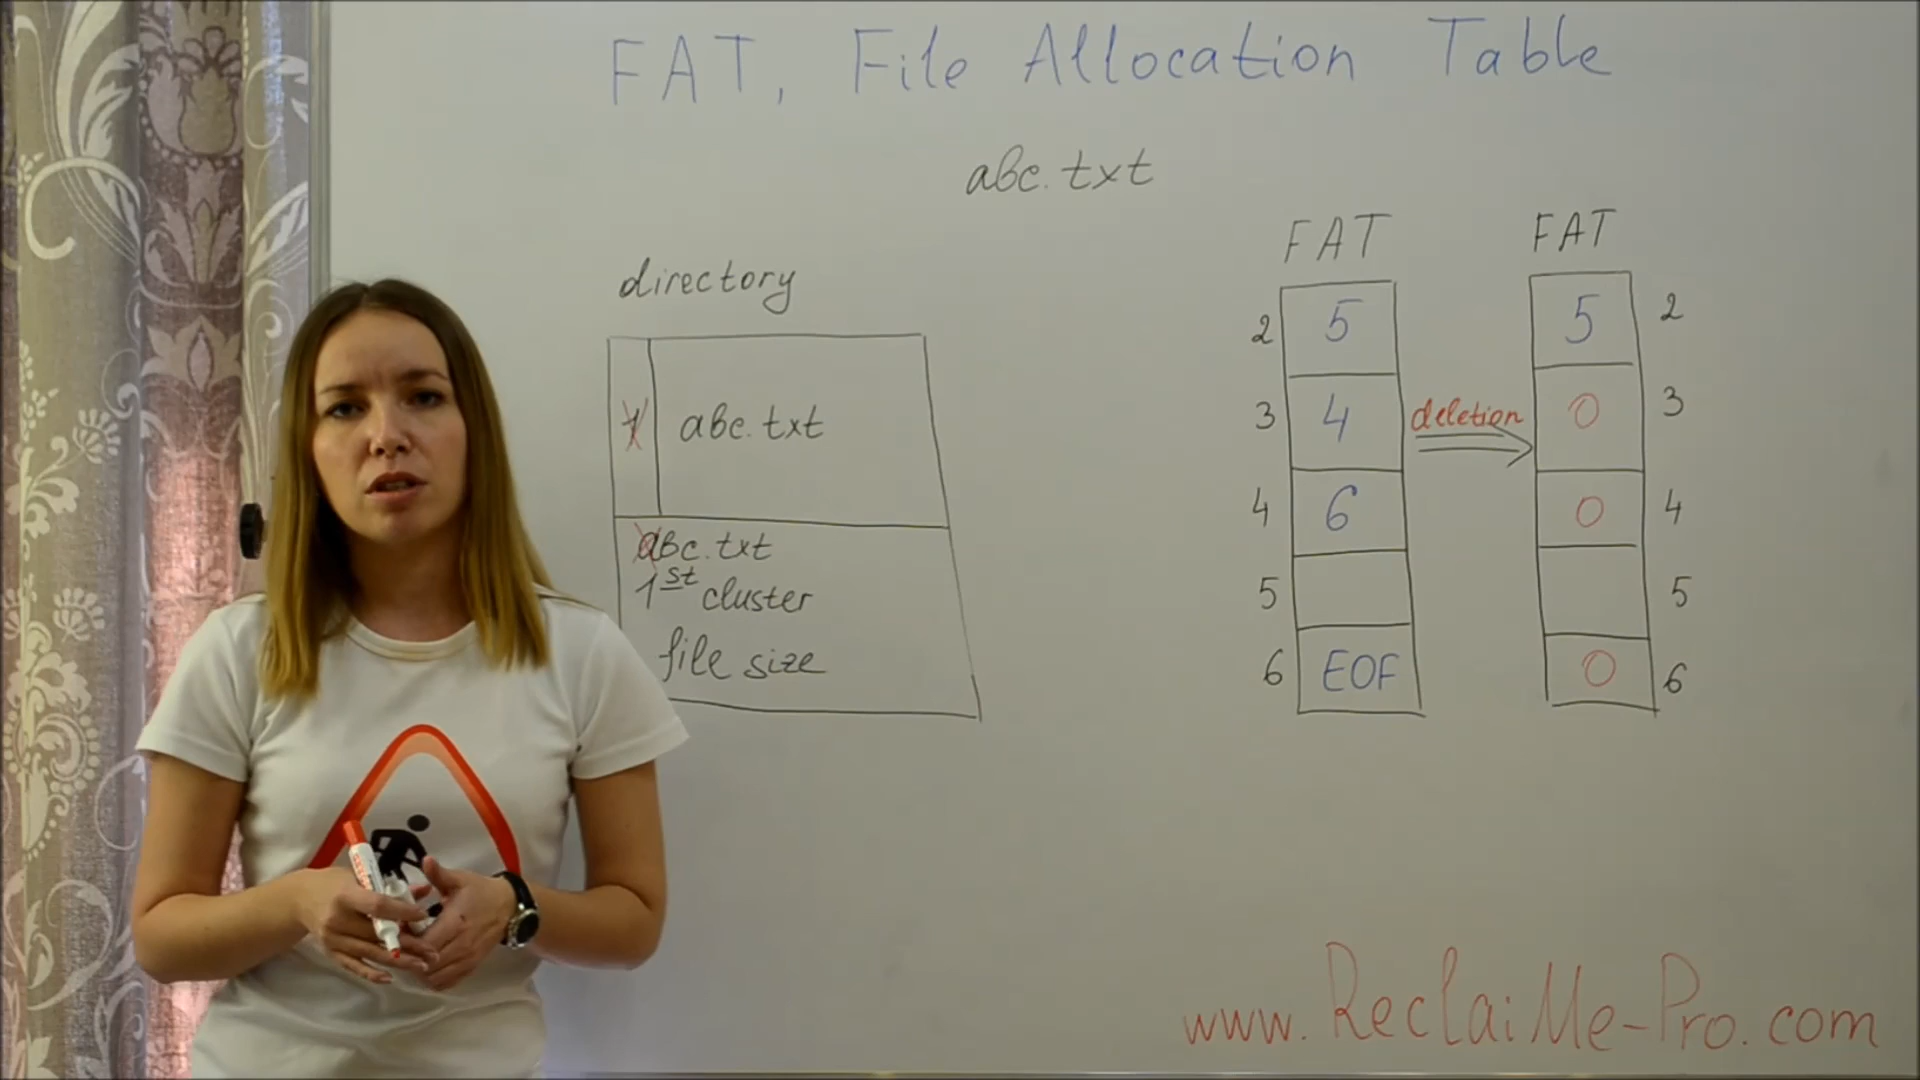 FAT, File Allocation Table
abc.txt
directory
abc.txt
abc.txt
1st cluster
file size
FAT
2 5
3 4
4 6
5
6 EOF
deletion
FAT
5 2
0 3
0 4
5
0 6
www.ReclaiMe-Pro.com